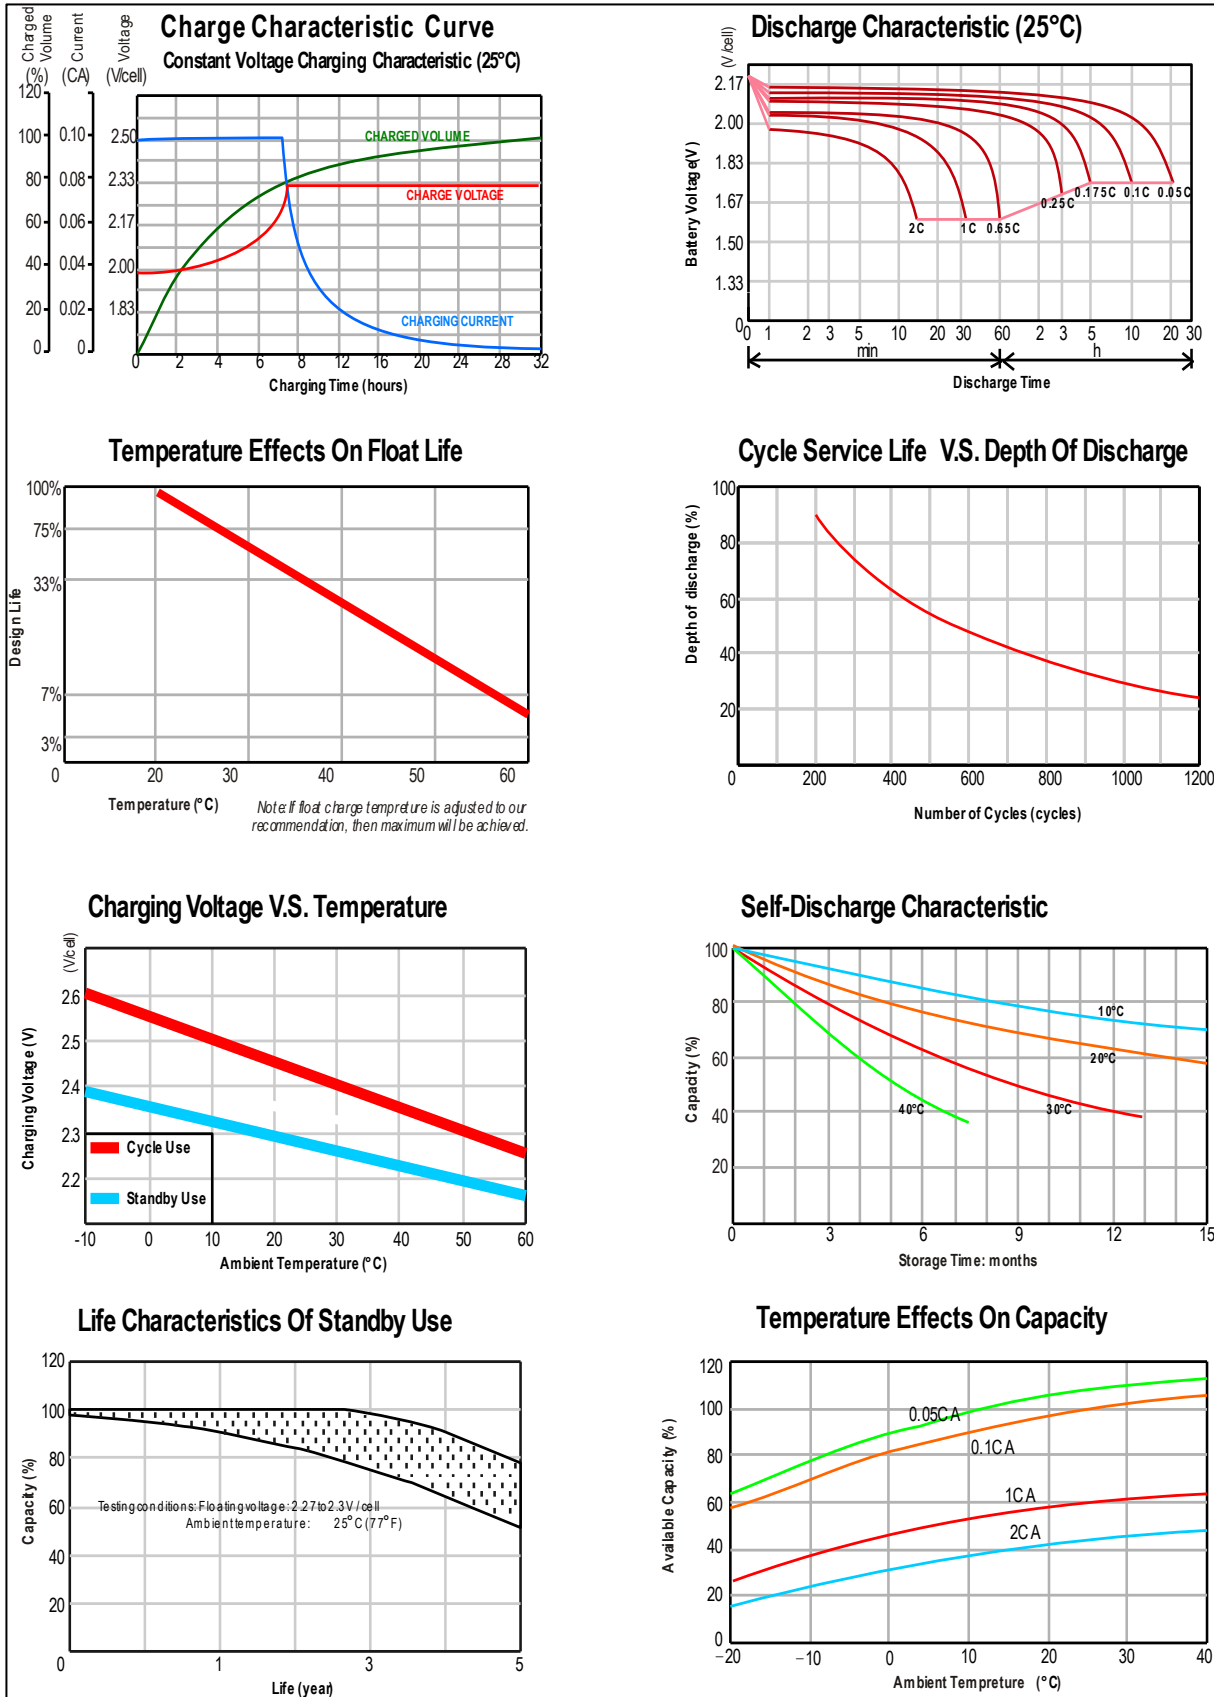 Charge Characteristic Curve
Constant Voltage Charging Characteristic (25°C)
Charged Volume
(%)
Current
(CA)
Voltage
(V/cell)
120
100
80
60
40
20
0
0.10
0.08
0.06
0.04
0.02
0
2.50
2.33
2.17
2.00
1.83
CHARGED VOLUME
CHARGE VOLTAGE
CHARGING CURRENT
0 2 4 6 8 12 16 20 24 28 32
Charging Time (hours)
Discharge Characteristic (25°C)
(V/cell)
Battery Voltage(V)
2.17
2.00
1.83
1.67
1.50
1.33
0
2C 1C 0.65C 0.25C 0.175C 0.1C 0.05C
0 1 2 3 5 10 20 30 60 2 3 5 10 20 30
min h
Discharge Time
Temperature Effects On Float Life
Design Life
100%
75%
33%
7%
3%
0 20 30 40 50 60
Temperature (°C)
Note:If float charge tempreture is adjusted to our
recommendation, then maximum will be achieved.
Cycle Service Life V.S. Depth Of Discharge
Depth of discharge (%)
100
80
60
40
20
0 200 400 600 800 1000 1200
Number of Cycles (cycles)
Charging Voltage V.S. Temperature
(V/cell)
Charging Voltage (V)
2.6
2.5
2.4
2.3
2.2
Cycle Use
Standby Use
-10 0 10 20 30 40 50 60
Ambient Temperature (°C)
Self-Discharge Characteristic
Capacity (%)
100
80
60
40
20
10°C
20°C
30°C
40°C
0 3 6 9 12 15
Storage Time: months
Life Characteristics Of Standby Use
Capacity (%)
120
100
80
60
40
20
Testing conditions: Floating voltage: 2.27 to 2.3V /cell
Ambient temperature: 25°C (77°F)
0 1 3 5
Life (year)
Temperature Effects On Capacity
Available Capacity (%)
120
100
80
60
40
20
0
0.05CA
0.1CA
1CA
2CA
-20 -10 0 10 20 30 40
Ambient Tempreture (°C)